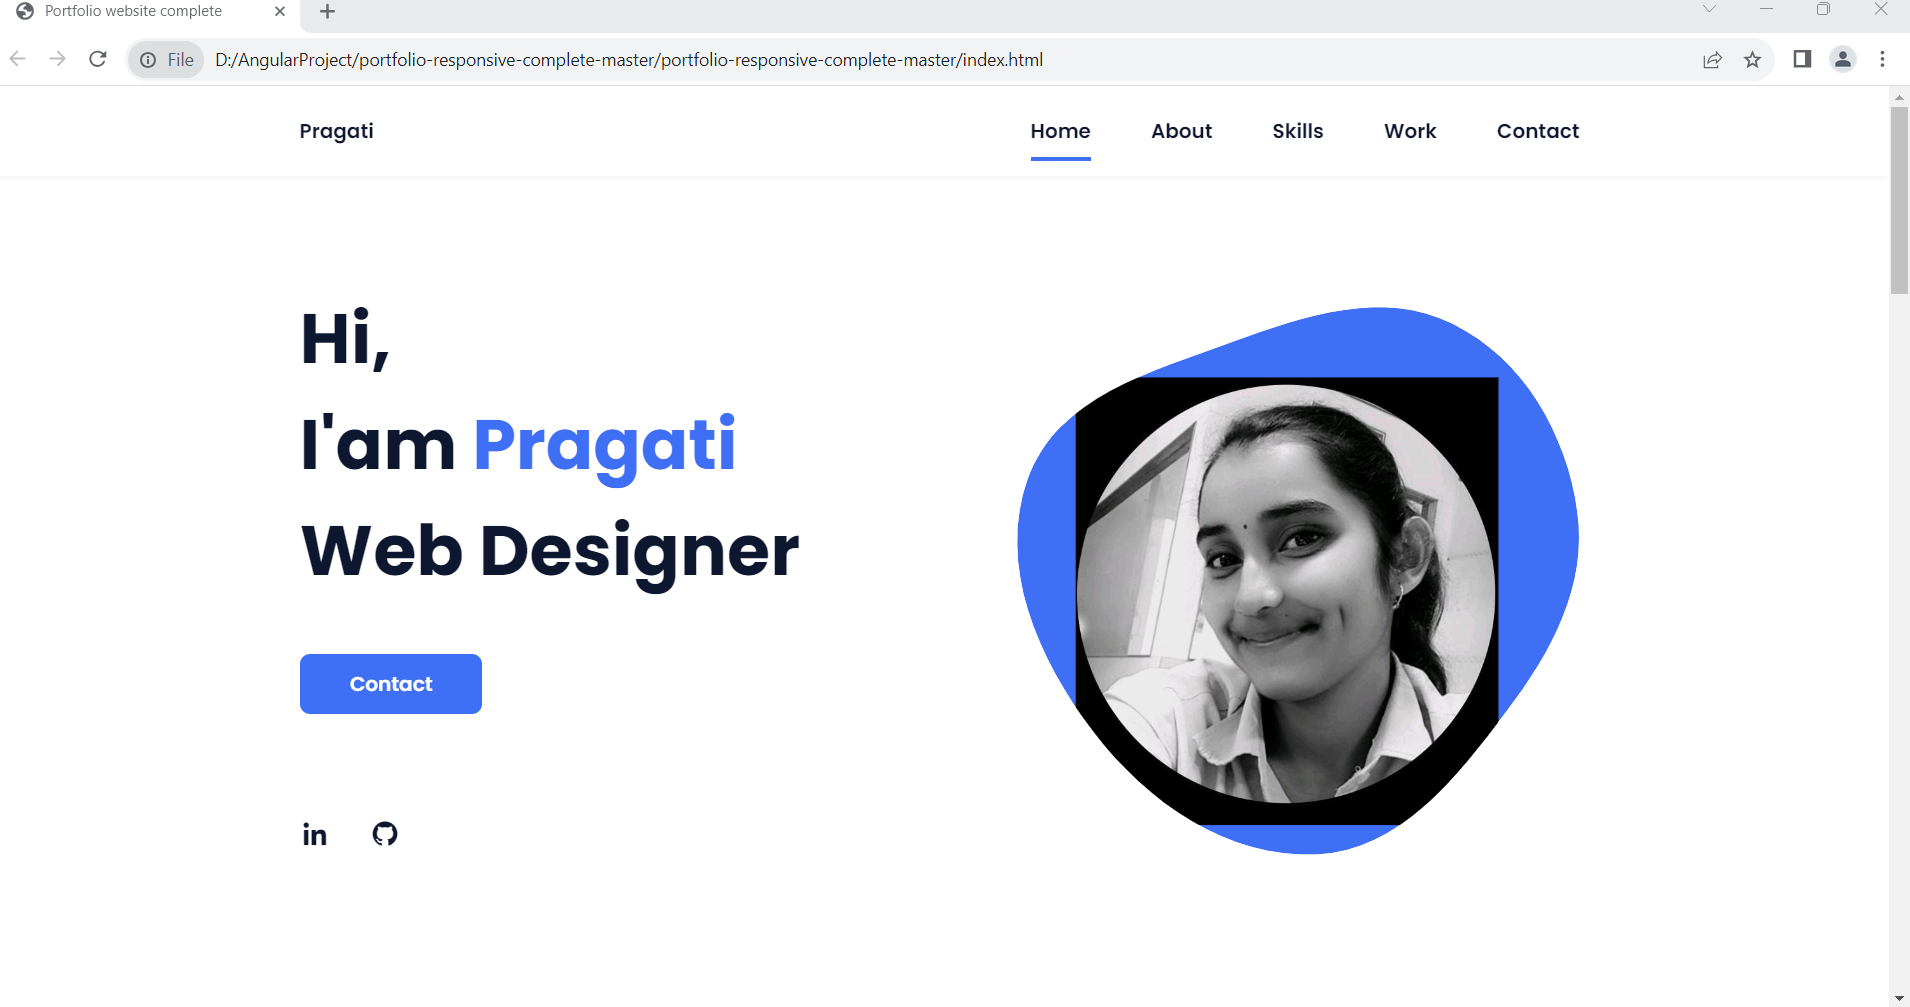 Portfolio website complete
File
D:/AngularProject/portfolio-responsive-complete-master/portfolio-responsive-complete-master/index.html
Pragati
Home
About
Skills
Work
Contact
Hi,
I'am Pragati
Web Designer
Contact
in